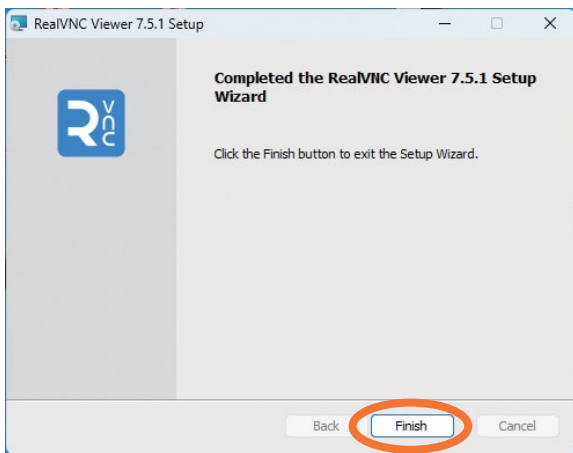 RealVNC Viewer 7.5.1 Setup
Completed the RealVNC Viewer 7.5.1 Setup
Wizard
RVNC
Click the Finish button to exit the Setup Wizard.
Back Finish Cancel